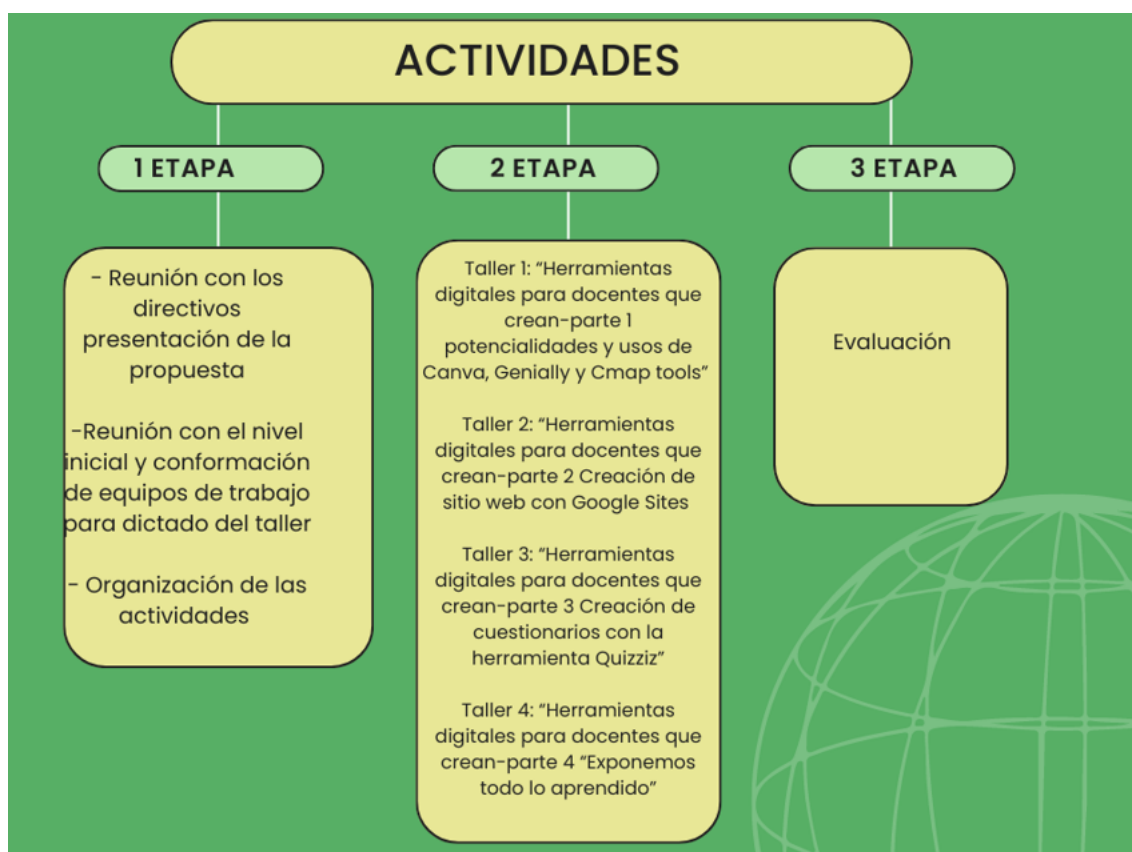 ACTIVIDADES
1 ETAPA
- Reunión con los
directivos
presentación de la
propuesta
-Reunión con el nivel
inicial y conformación
de equipos de trabajo
para dictado del taller
- Organización de las
actividades
2 ETAPA
Taller 1: “Herramientas
digitales para docentes que
crean-parte 1
potencialidades y usos de
Canva, Genially y Cmap tools”
Taller 2: “Herramientas
digitales para docentes que
crean-parte 2 Creación de
sitio web con Google Sites
Taller 3: “Herramientas
digitales para docentes que
crean-parte 3 Creación de
cuestionarios con la
herramienta Quizziz”
Taller 4: “Herramientas
digitales para docentes que
crean-parte 4 “Exponemos
todo lo aprendido”
3 ETAPA
Evaluación